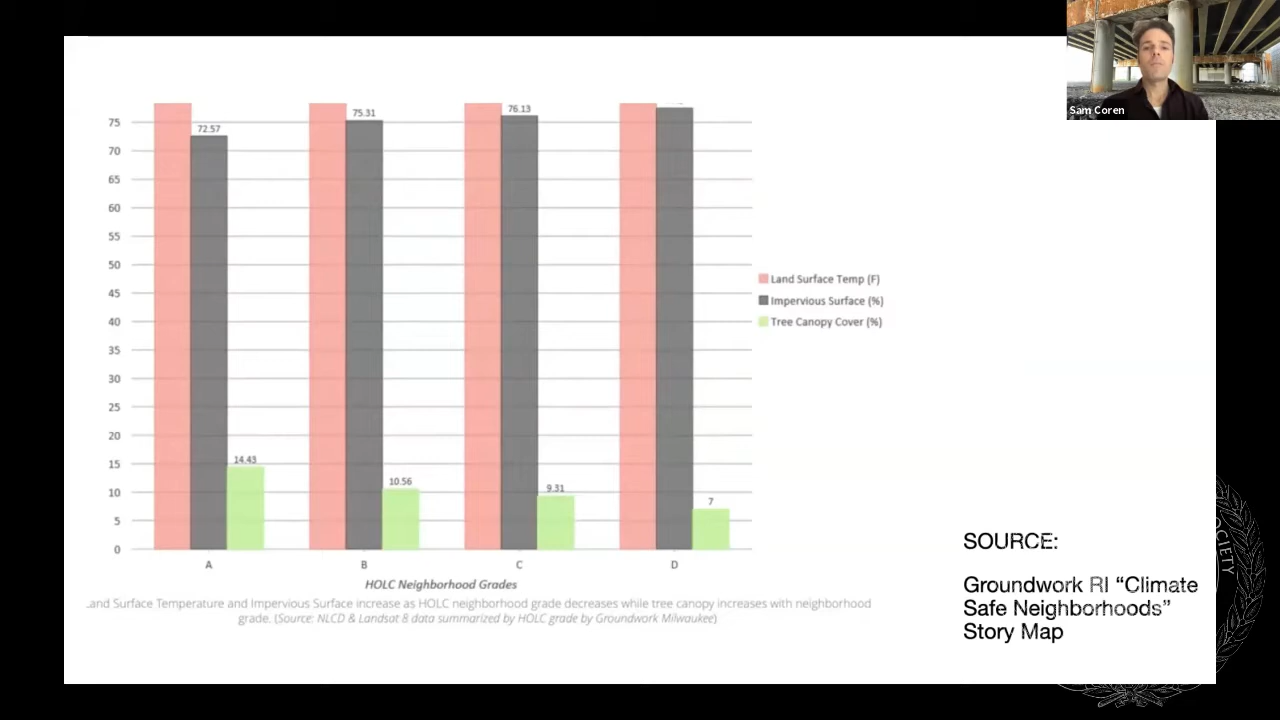 Sam Coren
75
70
65
60
55
50
45
40
35
30
25
20
15
10
5
0
72.57
75.31
76.13
14.43
10.56
9.31
7
A
B
C
D
HOLC Neighborhood Grades
Land Surface Temp (F)
Impervious Surface (%)
Tree Canopy Cover (%)
and Surface Temperature and Impervious Surface increase as HOLC neighborhood grade decreases while tree canopy increases with neighborhood
grade. (Source: NLCD & Landsat 8 data summarized by HOLC grade by Groundwork Milwaukee)
SOURCE:
Groundwork RI “Climate
Safe Neighborhoods”
Story Map
SOCIETY